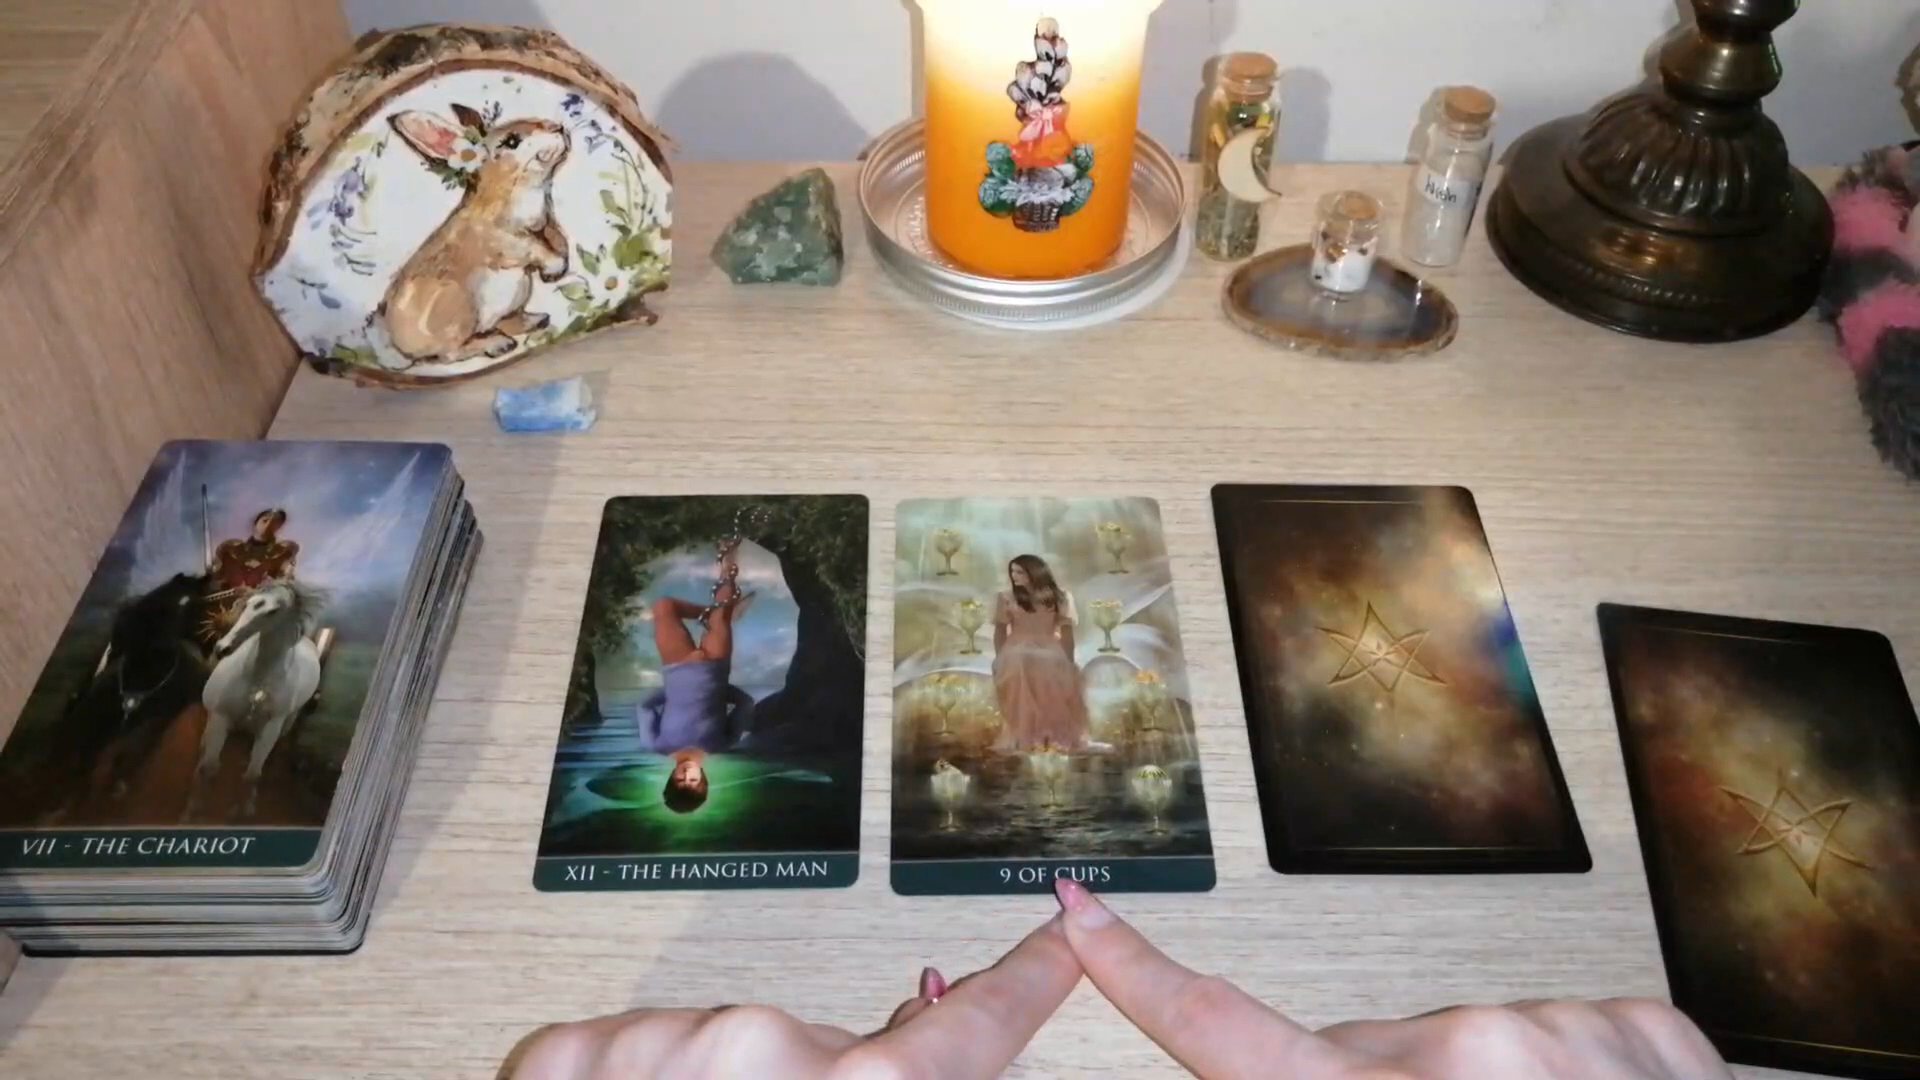 VII - THE CHARIOT
XII - THE HANGED MAN
9 OF CUPS